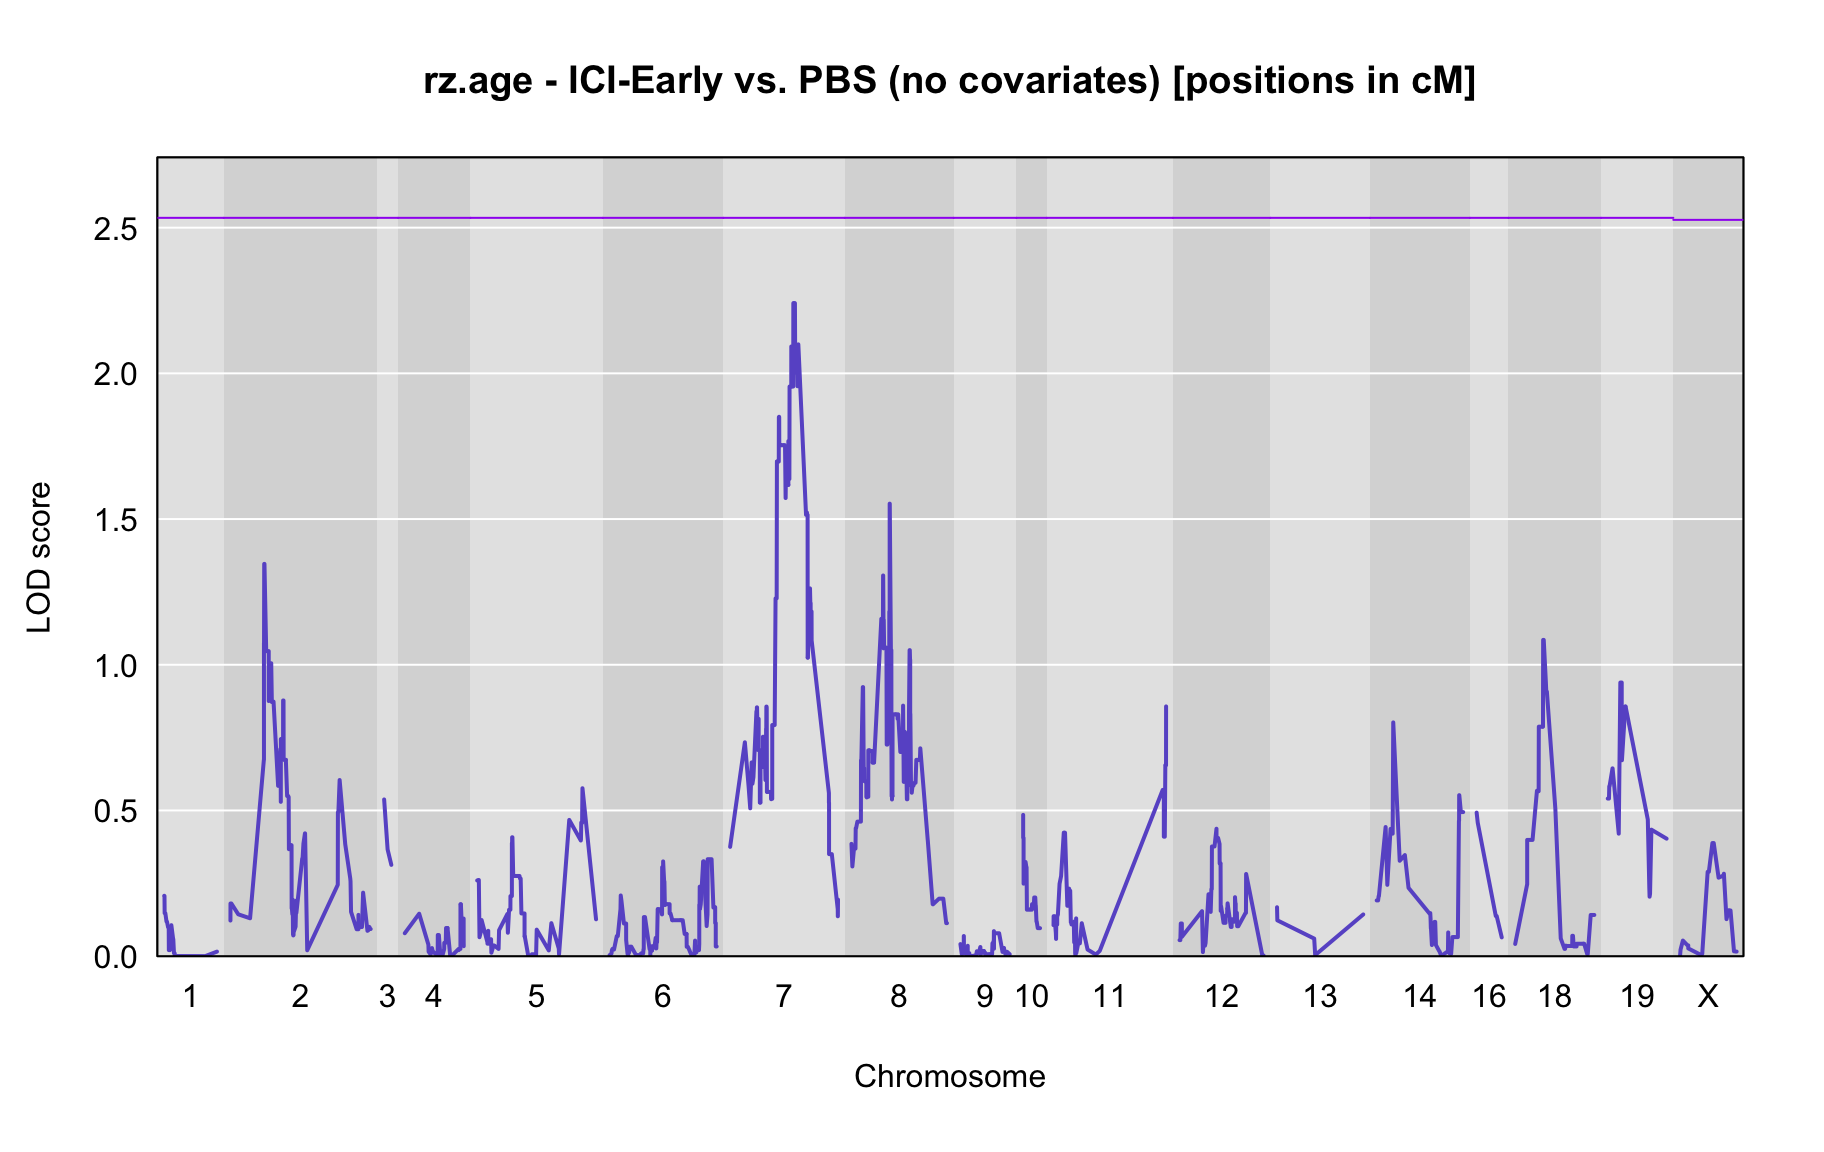 rz.age - ICI-Early vs. PBS (no covariates) [positions in cM]
LOD score
2.5
2.0
1.5
1.0
0.5
0.0
1 2 3 4 5 6 7 8 9 10 11 12 13 14 16 18 19 X
Chromosome